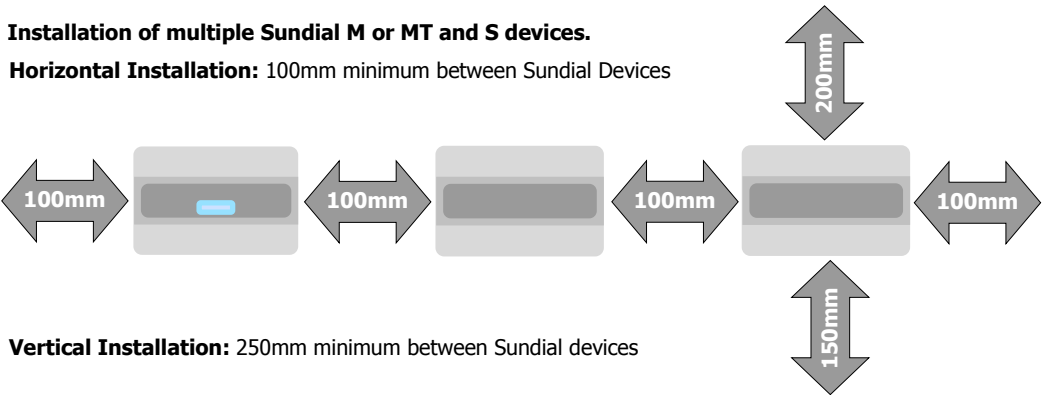 Installation of multiple Sundial M or MT and S devices.
Horizontal Installation: 100mm minimum between Sundial Devices
200mm
100mm
100mm
100mm
100mm
150mm
Vertical Installation: 250mm minimum between Sundial devices